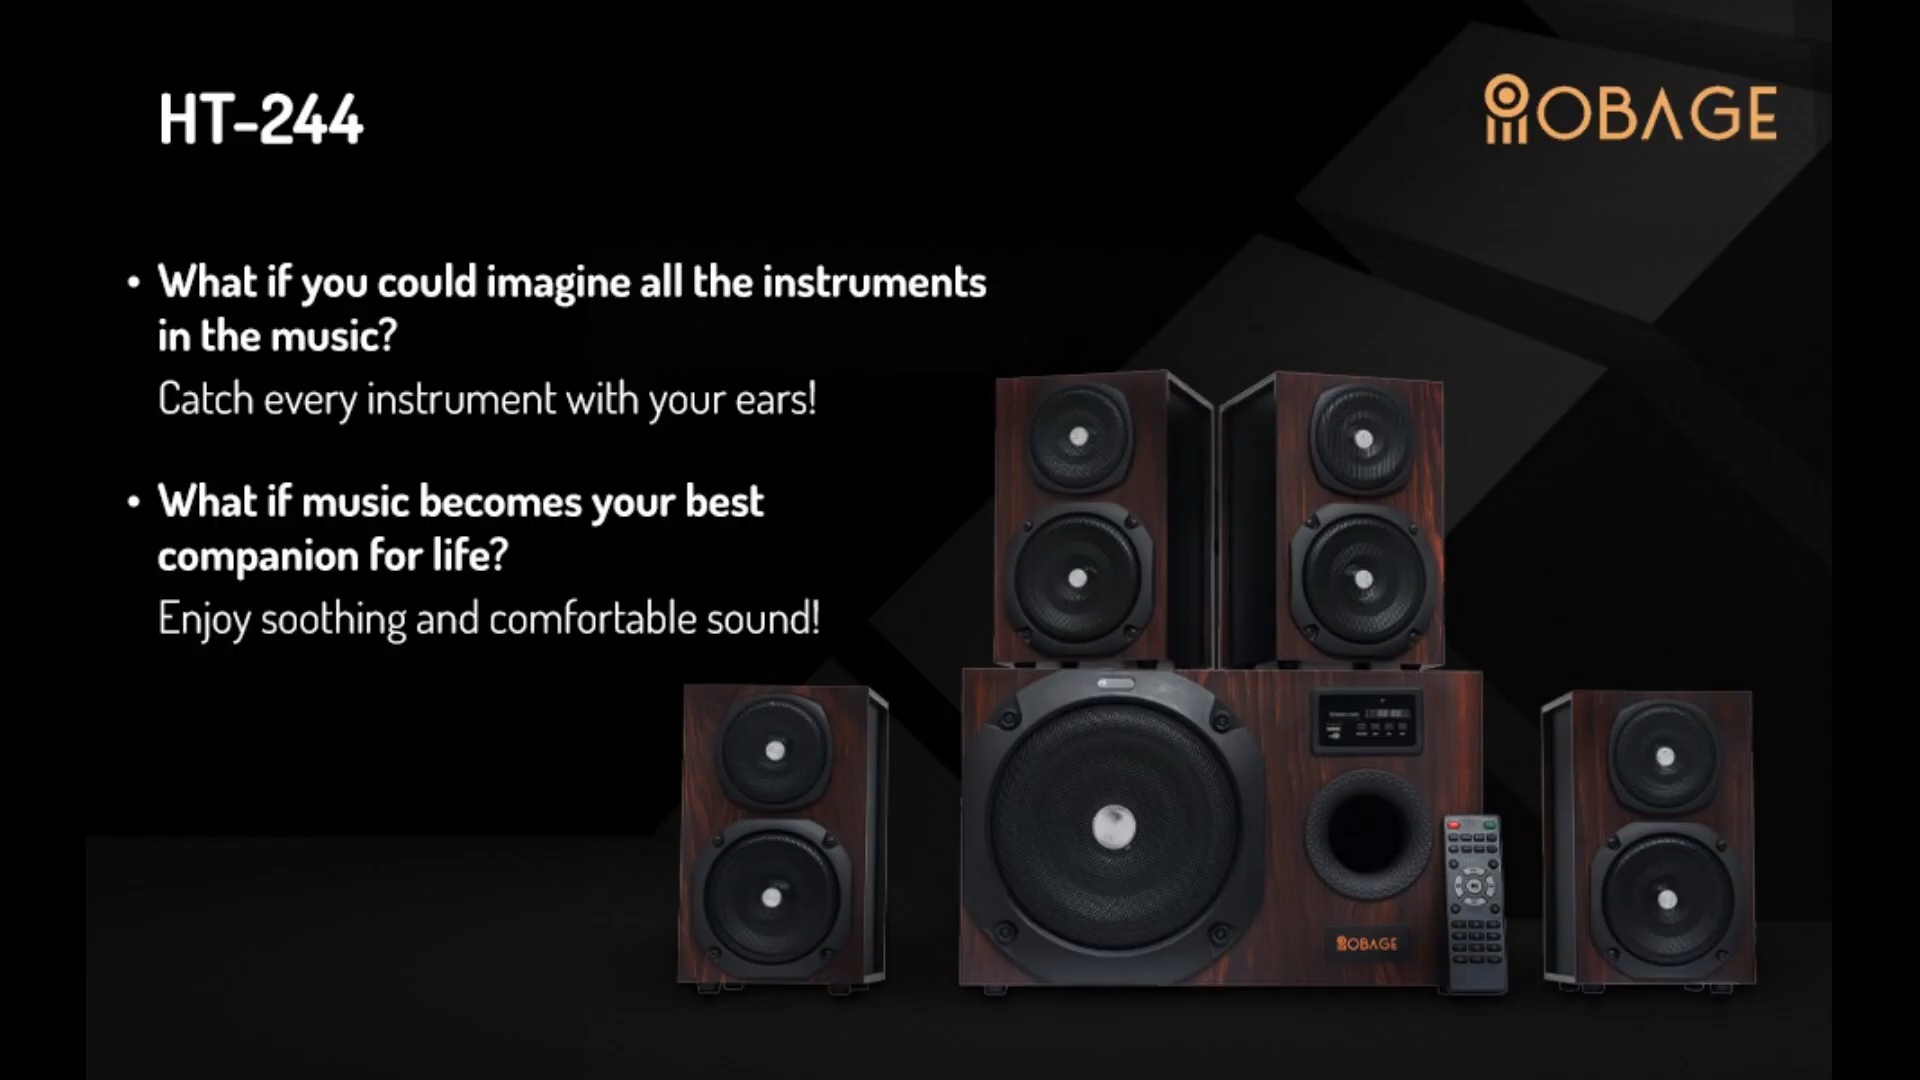 HT-244
OBAGE
• What if you could imagine all the instruments
in the music?
Catch every instrument with your ears!
• What if music becomes your best
companion for life?
Enjoy soothing and comfortable sound!
OBAGE